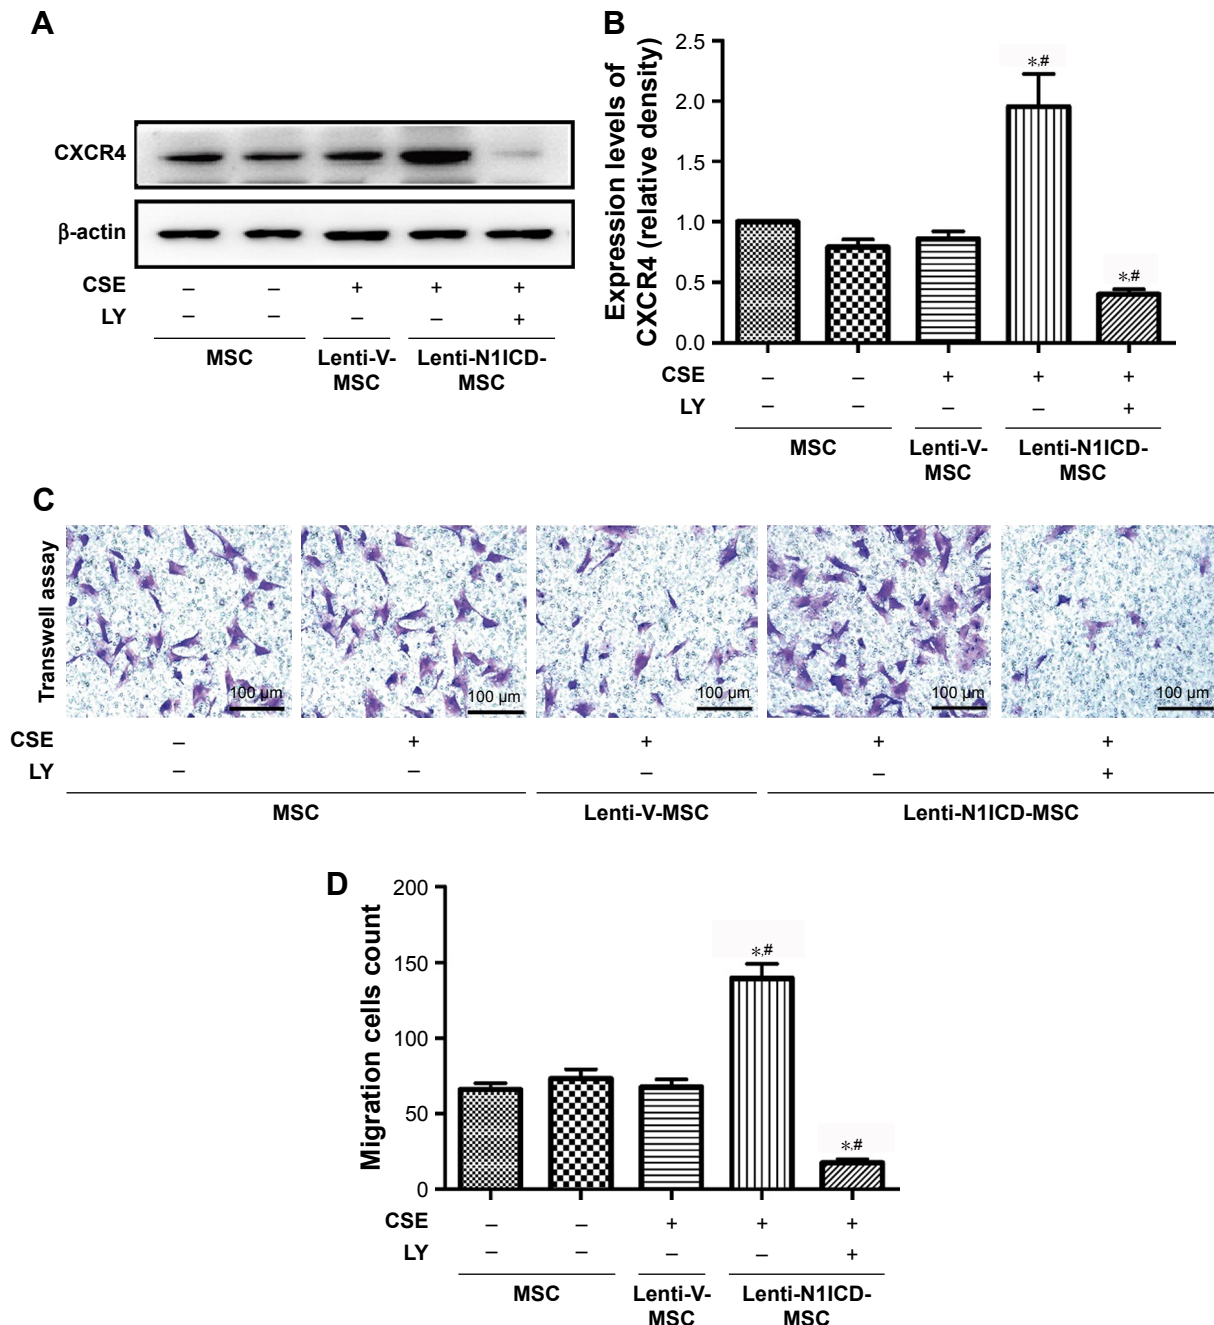 A
CXCR4
β-actin
CSE – – + + +
LY – – – – +
MSC Lenti-V- Lenti-N1ICD-
MSC MSC
B
Expression levels of
CXCR4 (relative density)
2.5
2.0
1.5
1.0
0.5
0.0
*,#
*,#
CSE – – + + +
LY – – – – +
MSC Lenti-V- Lenti-N1ICD-
MSC MSC
C
Transwell assay
100 µm 100 µm 100 µm 100 µm 100 µm
CSE – + + + +
LY – – – – +
MSC Lenti-V-MSC Lenti-N1ICD-MSC
D
Migration cells count
200
150
100
50
0
*,#
*,#
CSE – – + + +
LY – – – – +
MSC Lenti-V- Lenti-N1ICD-
MSC MSC